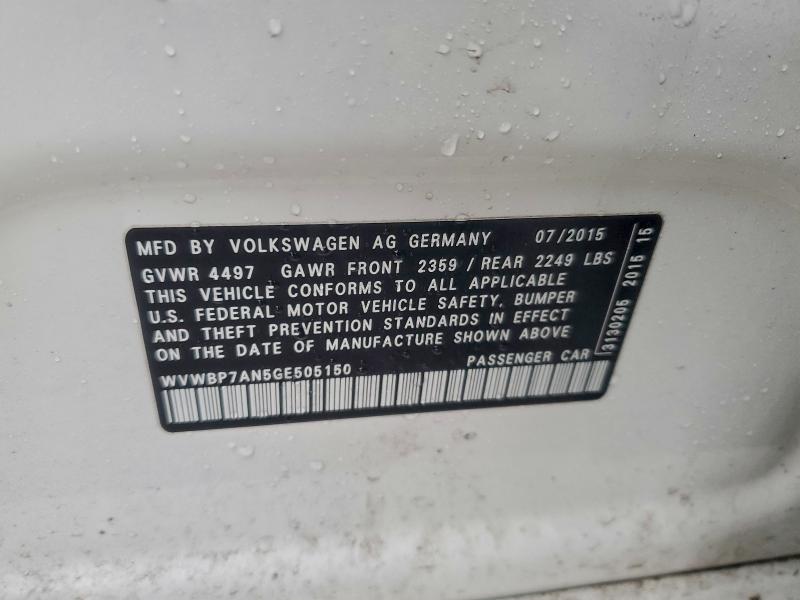 MFD BY VOLKSWAGEN AG GERMANY 07/2015
GVWR 4497 GAWR FRONT 2359 / REAR 2249 LBS
THIS VEHICLE CONFORMS TO ALL APPLICABLE
U.S. FEDERAL MOTOR VEHICLE SAFETY, BUMPER
AND THEFT PREVENTION STANDARDS IN EFFECT
ON THE DATE OF MANUFACTURE SHOWN ABOVE
WVWBP7AN5GE505150 PASSENGER CAR
3130205 2015 15